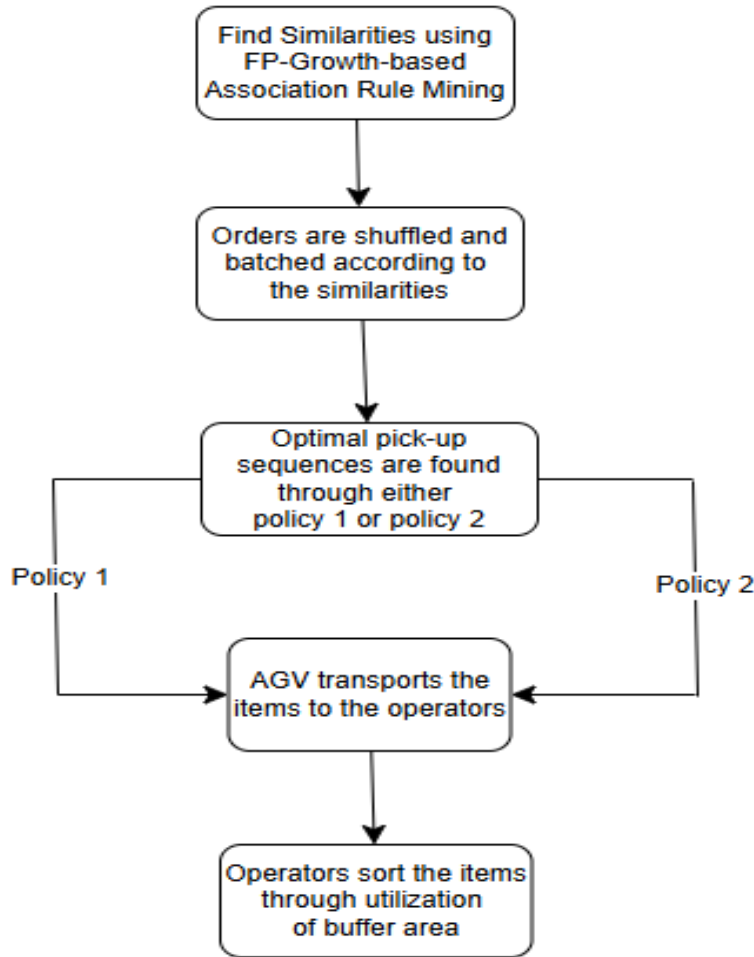 Find Similarities using
FP-Growth-based
Association Rule Mining
Orders are shuffled and
batched according to
the similarities
Optimal pick-up
sequences are found
through either
policy 1 or policy 2
Policy 1
Policy 2
AGV transports the
items to the operators
Operators sort the items
through utilization
of buffer area